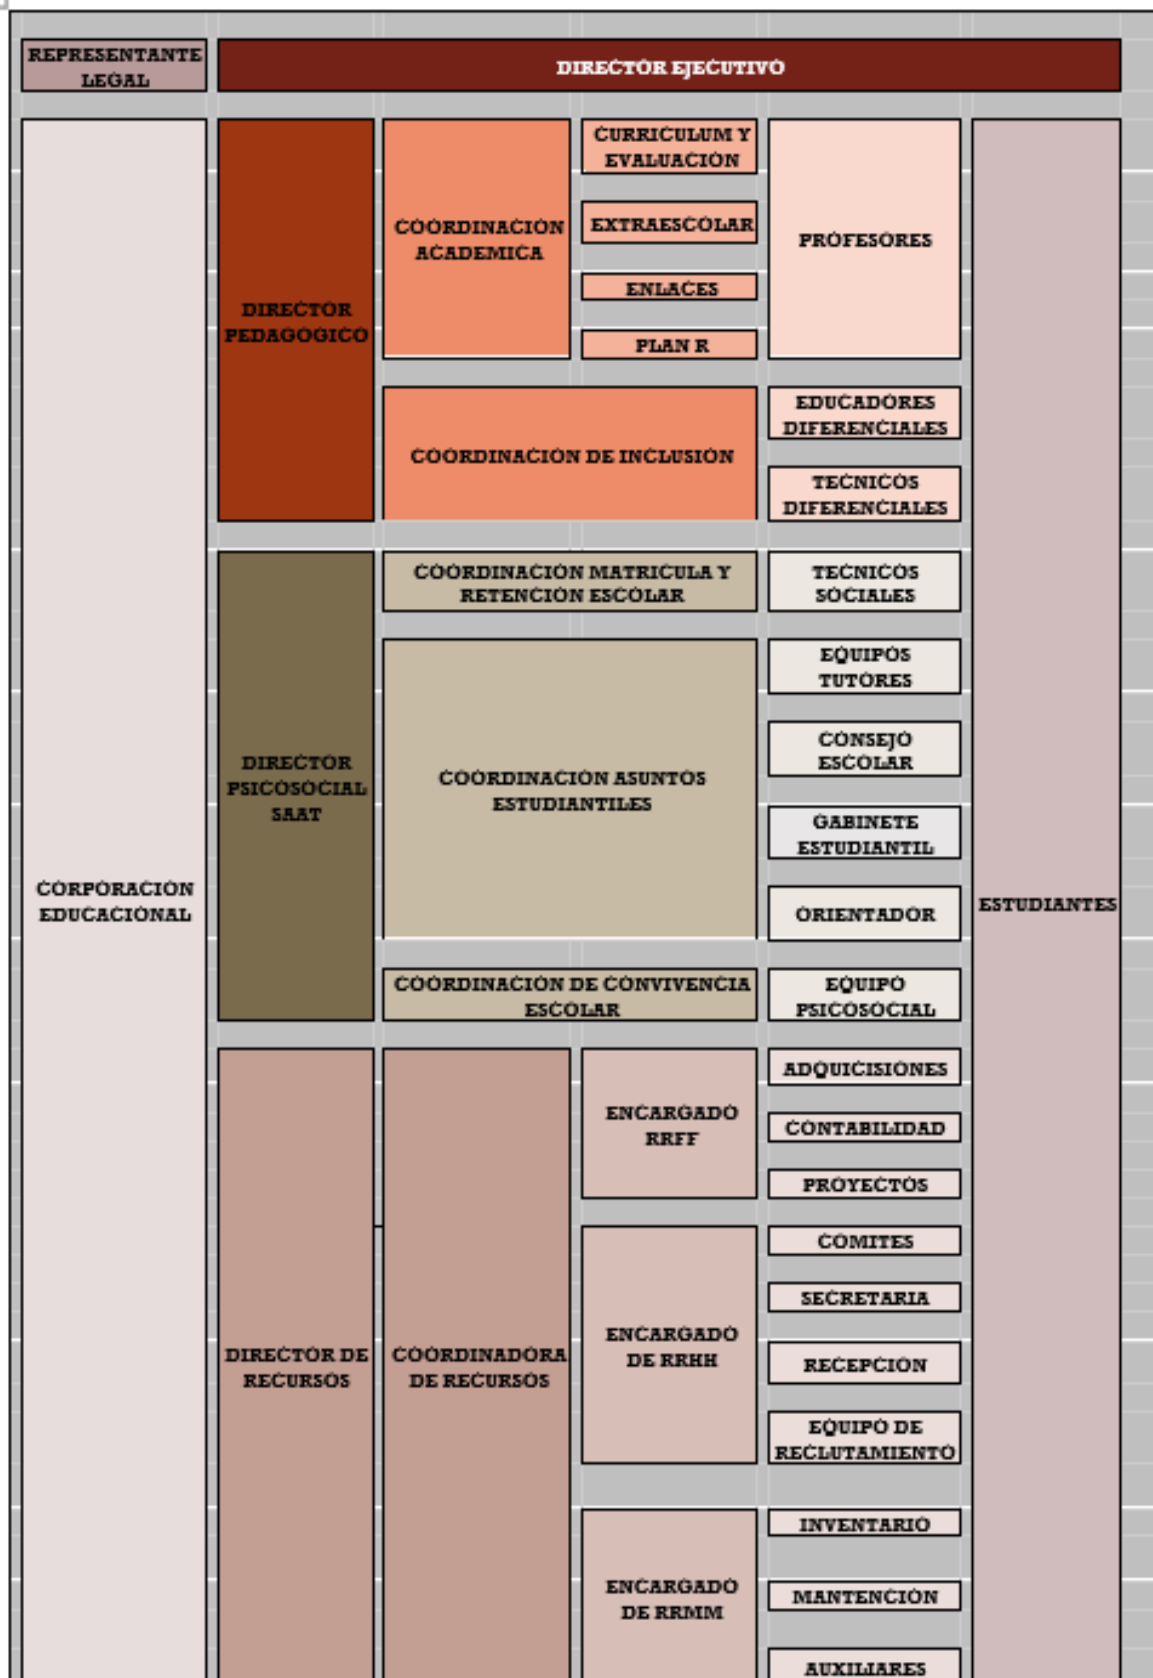 REPRESENTANTE
LEGAL
DIRECTOR EJECUTIVO
CORPORACIÓN
EDUCACIONAL
DIRECTOR
PEDAGOGICO
COORDINACIÓN
ACADEMICA
CURRICULUM Y
EVALUACIÓN
EXTRAESCOLAR
ENLACES
PLAN R
PROFESORES
COORDINACIÓN DE INCLUSIÓN
EDUCADORES
DIFERENCIALES
TECNICOS
DIFERENCIALES
DIRECTOR
PSICOSOCIAL
SAAT
COORDINACIÓN MATRICULA Y
RETENCIÓN ESCOLAR
TECNICOS
SOCIALES
COORDINACIÓN ASUNTOS
ESTUDIANTILES
EQUIPOS
TUTORES
CONSEJO
ESCOLAR
GABINETE
ESTUDIANTIL
ORIENTADOR
COORDINACIÓN DE CONVIVENCIA
ESCOLAR
EQUIPO
PSICOSOCIAL
ESTUDIANTES
DIRECTOR DE
RECURSOS
COORDINADORA
DE RECURSOS
ENCARGADO
RRFF
ADQUICISIONES
CONTABILIDAD
PROYECTOS
ENCARGADO
DE RRHH
COMITES
SECRETARIA
RECEPCIÓN
EQUIPO DE
RECLUTAMIENTO
ENCARGADO
DE RRMM
INVENTARIO
MANTENCIÓN
AUXILIARES